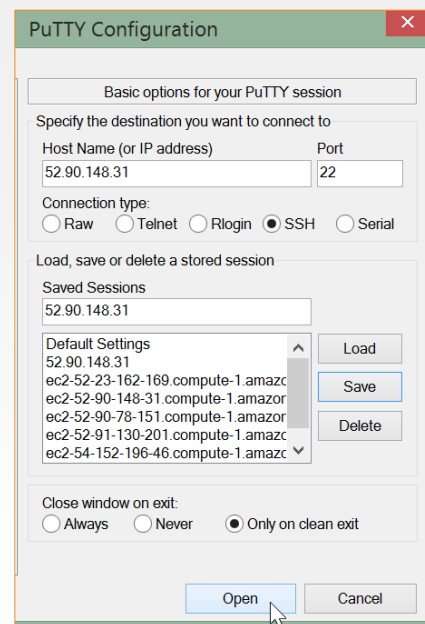 PuTTY Configuration
Basic options for your PuTTY session
Specify the destination you want to connect to
Host Name (or IP address) Port
52.90.148.31 22
Connection type:
Raw Telnet Rlogin SSH Serial
Load, save or delete a stored session
Saved Sessions
52.90.148.31
Default Settings
Load
52.90.148.31
ec2-52-23-162-169.compute-1.amazc
Save
ec2-52-90-148-31.compute-1.amazor
ec2-52-90-78-151.compute-1.amazor
Delete
ec2-52-91-130-201.compute-1.amazc
ec2-54-152-196-46.compute-1.amazc
Close window on exit:
Always Never Only on clean exit
Open Cancel